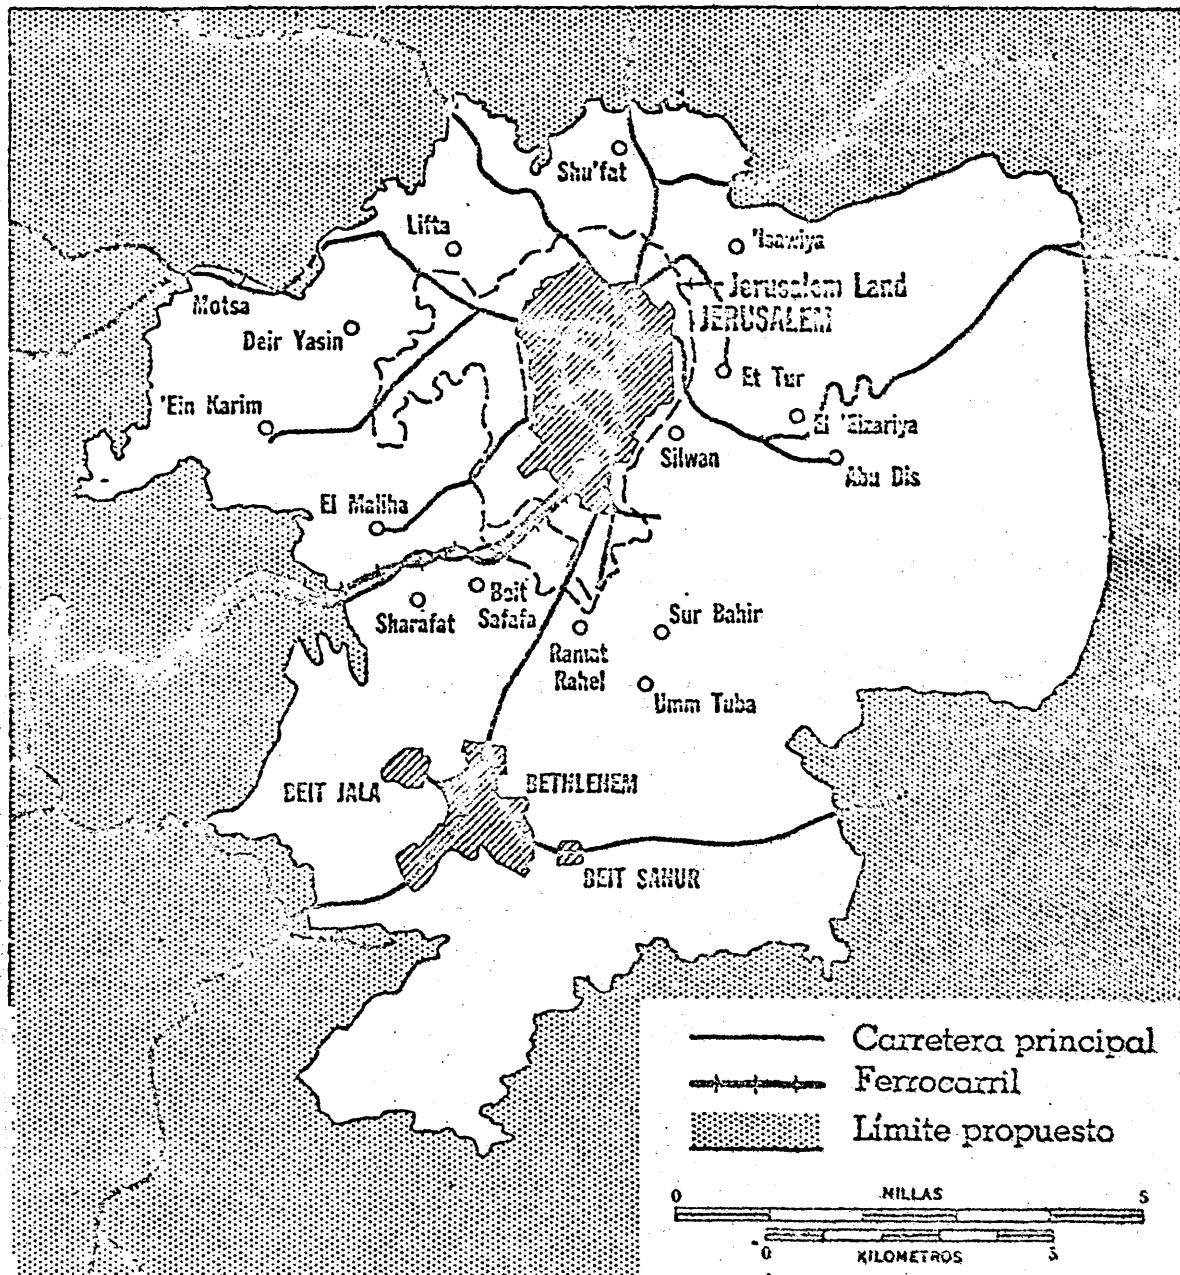 Shu'fat
Lifta
'Isawiya
Jerusalem Land
JERUSALEM
Motsa
Deir Yasin
Et Tur
'Ein Karim
El 'Eizariya
Silwan
Abu Dis
El Maliha
Beit
Safafa
Sharafat
Sur Bahir
Ramat
Rahel
Umm Tuba
BEIT JALA
BETHLEHEM
BEIT SAHUR
Carretera principal
Ferrocarril
Límite propuesto
0 MILLAS 5
0 KILOMETROS 5